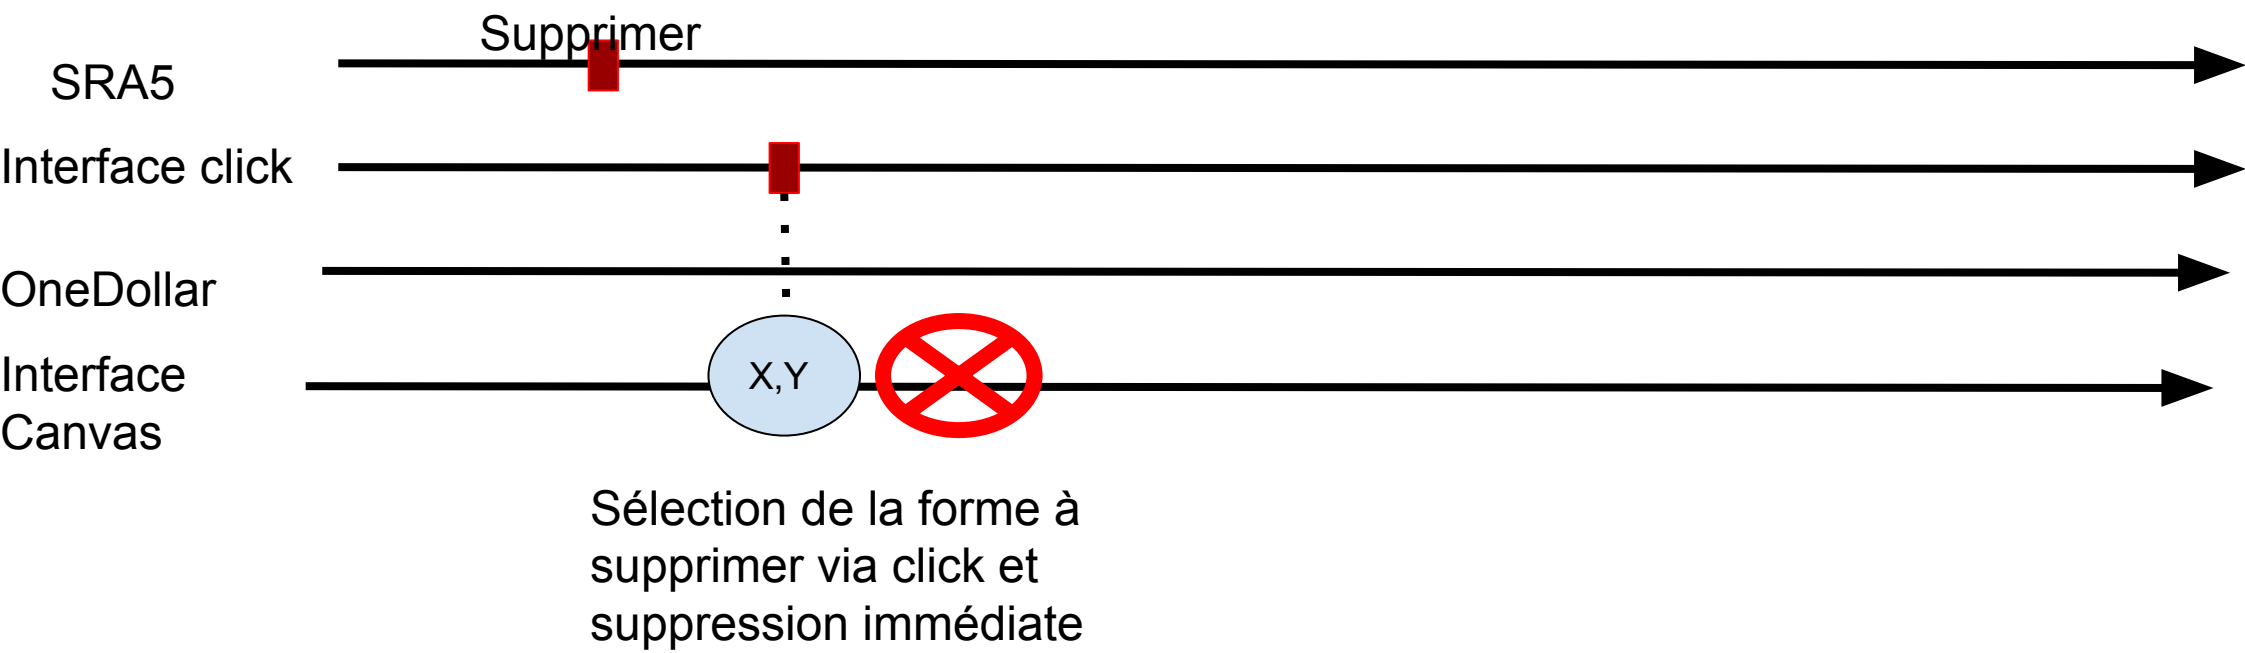 Supprimer
SRA5
Interface click
OneDollar
Interface
Canvas
X,Y
Sélection de la forme à
supprimer via click et
suppression immédiate